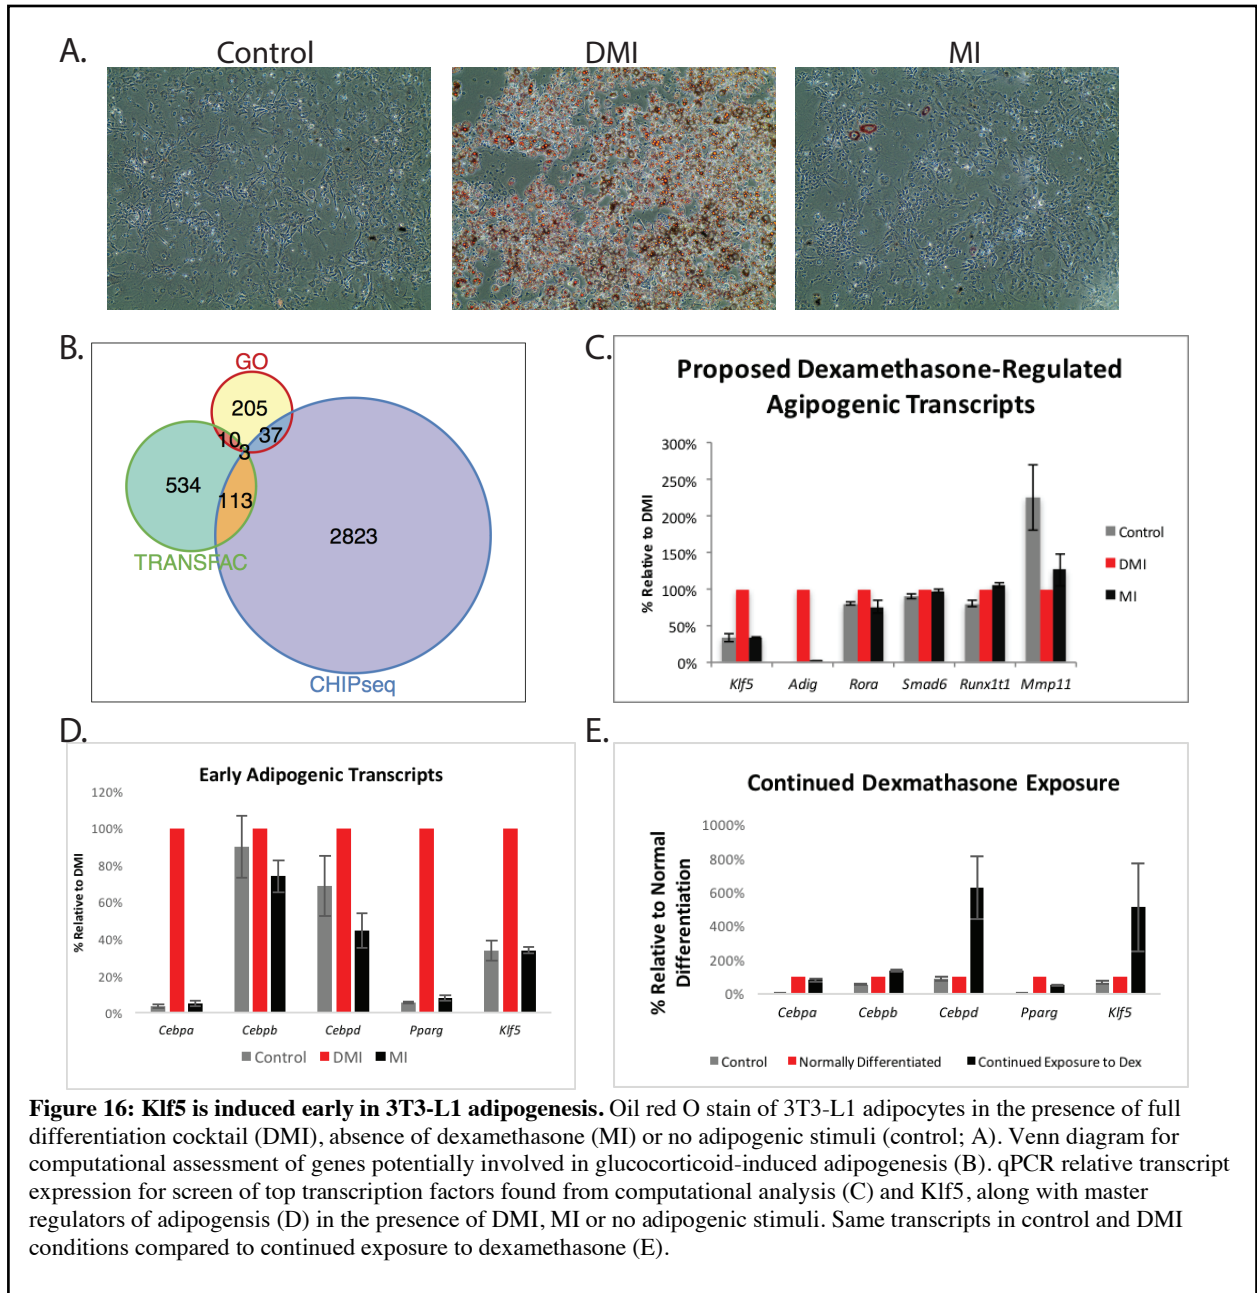 A.
Control
DMI
MI
B.
GO
205
10
37
3
534
113
2823
TRANSFAC
CHIPseq
C.
Proposed Dexamethasone-Regulated
Agipogenic Transcripts
300%
250%
200%
150%
100%
50%
0%
% Relative to DMI
Klf5 Adig Rora Smad6 Runx1t1 Mmp11
Control
DMI
MI
D.
Early Adipogenic Transcripts
120%
100%
80%
60%
40%
20%
0%
% Relative to DMI
Cebpa Cebpb Cebpd Pparg Klf5
Control DMI MI
E.
Continued Dexmathasone Exposure
1000%
800%
600%
400%
200%
0%
% Relative to Normal
Differentiation
Cebpa Cebpb Cebpd Pparg Klf5
Control Normally Differentiated Continued Exposure to Dex
Figure 16: Klf5 is induced early in 3T3-L1 adipogenesis. Oil red O stain of 3T3-L1 adipocytes in the presence of full
differentiation cocktail (DMI), absence of dexamethasone (MI) or no adipogenic stimuli (control; A). Venn diagram for
computational assessment of genes potentially involved in glucocorticoid-induced adipogenesis (B). qPCR relative transcript
expression for screen of top transcription factors found from computational analysis (C) and Klf5, along with master
regulators of adipogensis (D) in the presence of DMI, MI or no adipogenic stimuli. Same transcripts in control and DMI
conditions compared to continued exposure to dexamethasone (E).